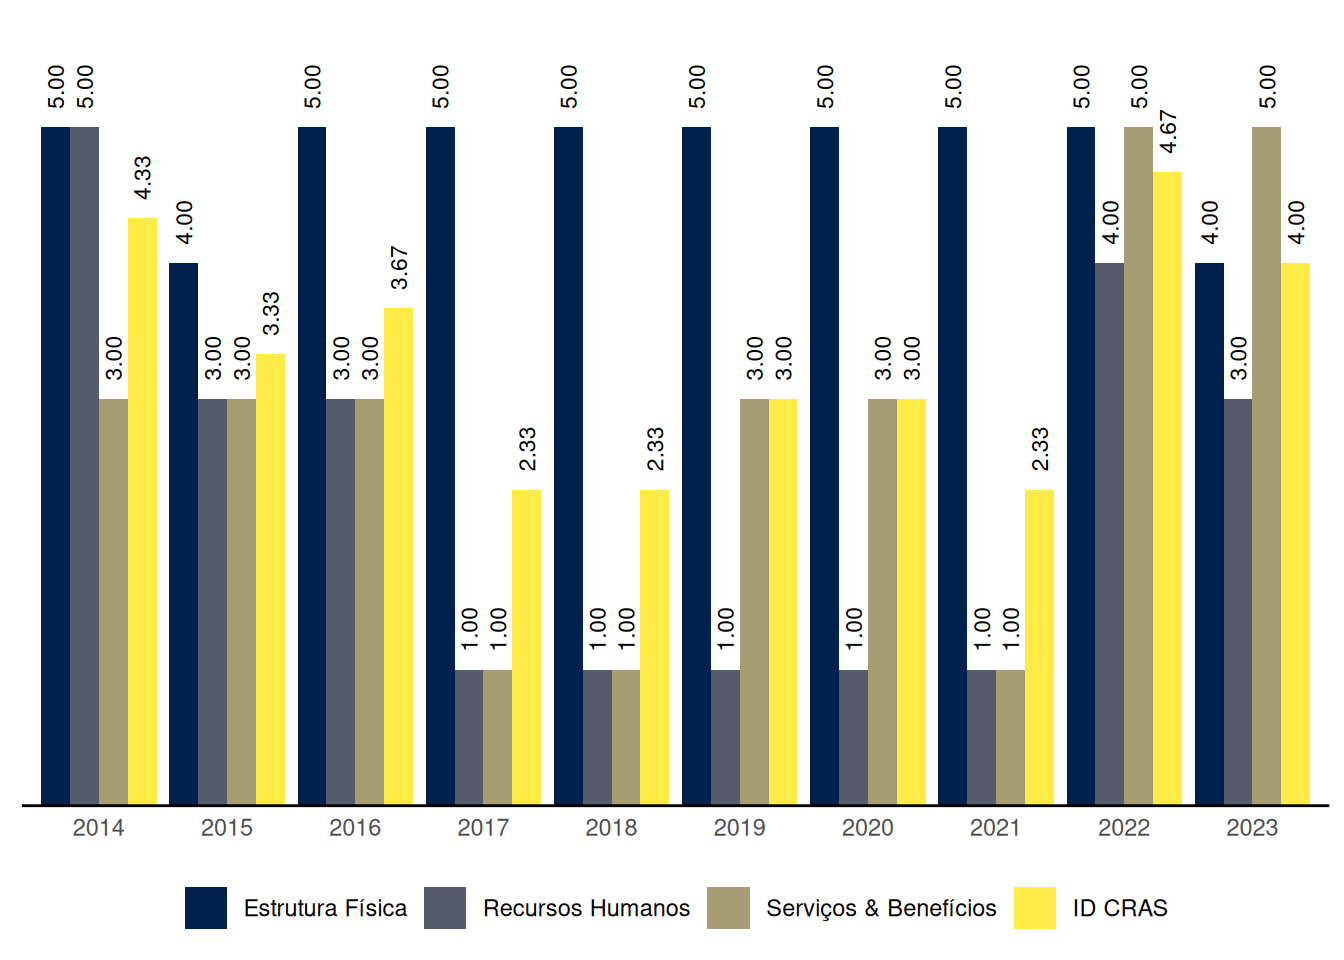 5.00 5.00 3.00 4.33
4.00 3.00 3.00 3.33
5.00 3.00 3.00 3.67
5.00 1.00 1.00 2.33
5.00 1.00 1.00 2.33
5.00 1.00 3.00 3.00
5.00 1.00 3.00 3.00
5.00 1.00 1.00 2.33
5.00 4.00 5.00 4.67
4.00 3.00 5.00 4.00
2014 2015 2016 2017 2018 2019 2020 2021 2022 2023
Estrutura Física Recursos Humanos Serviços & Benefícios ID CRAS